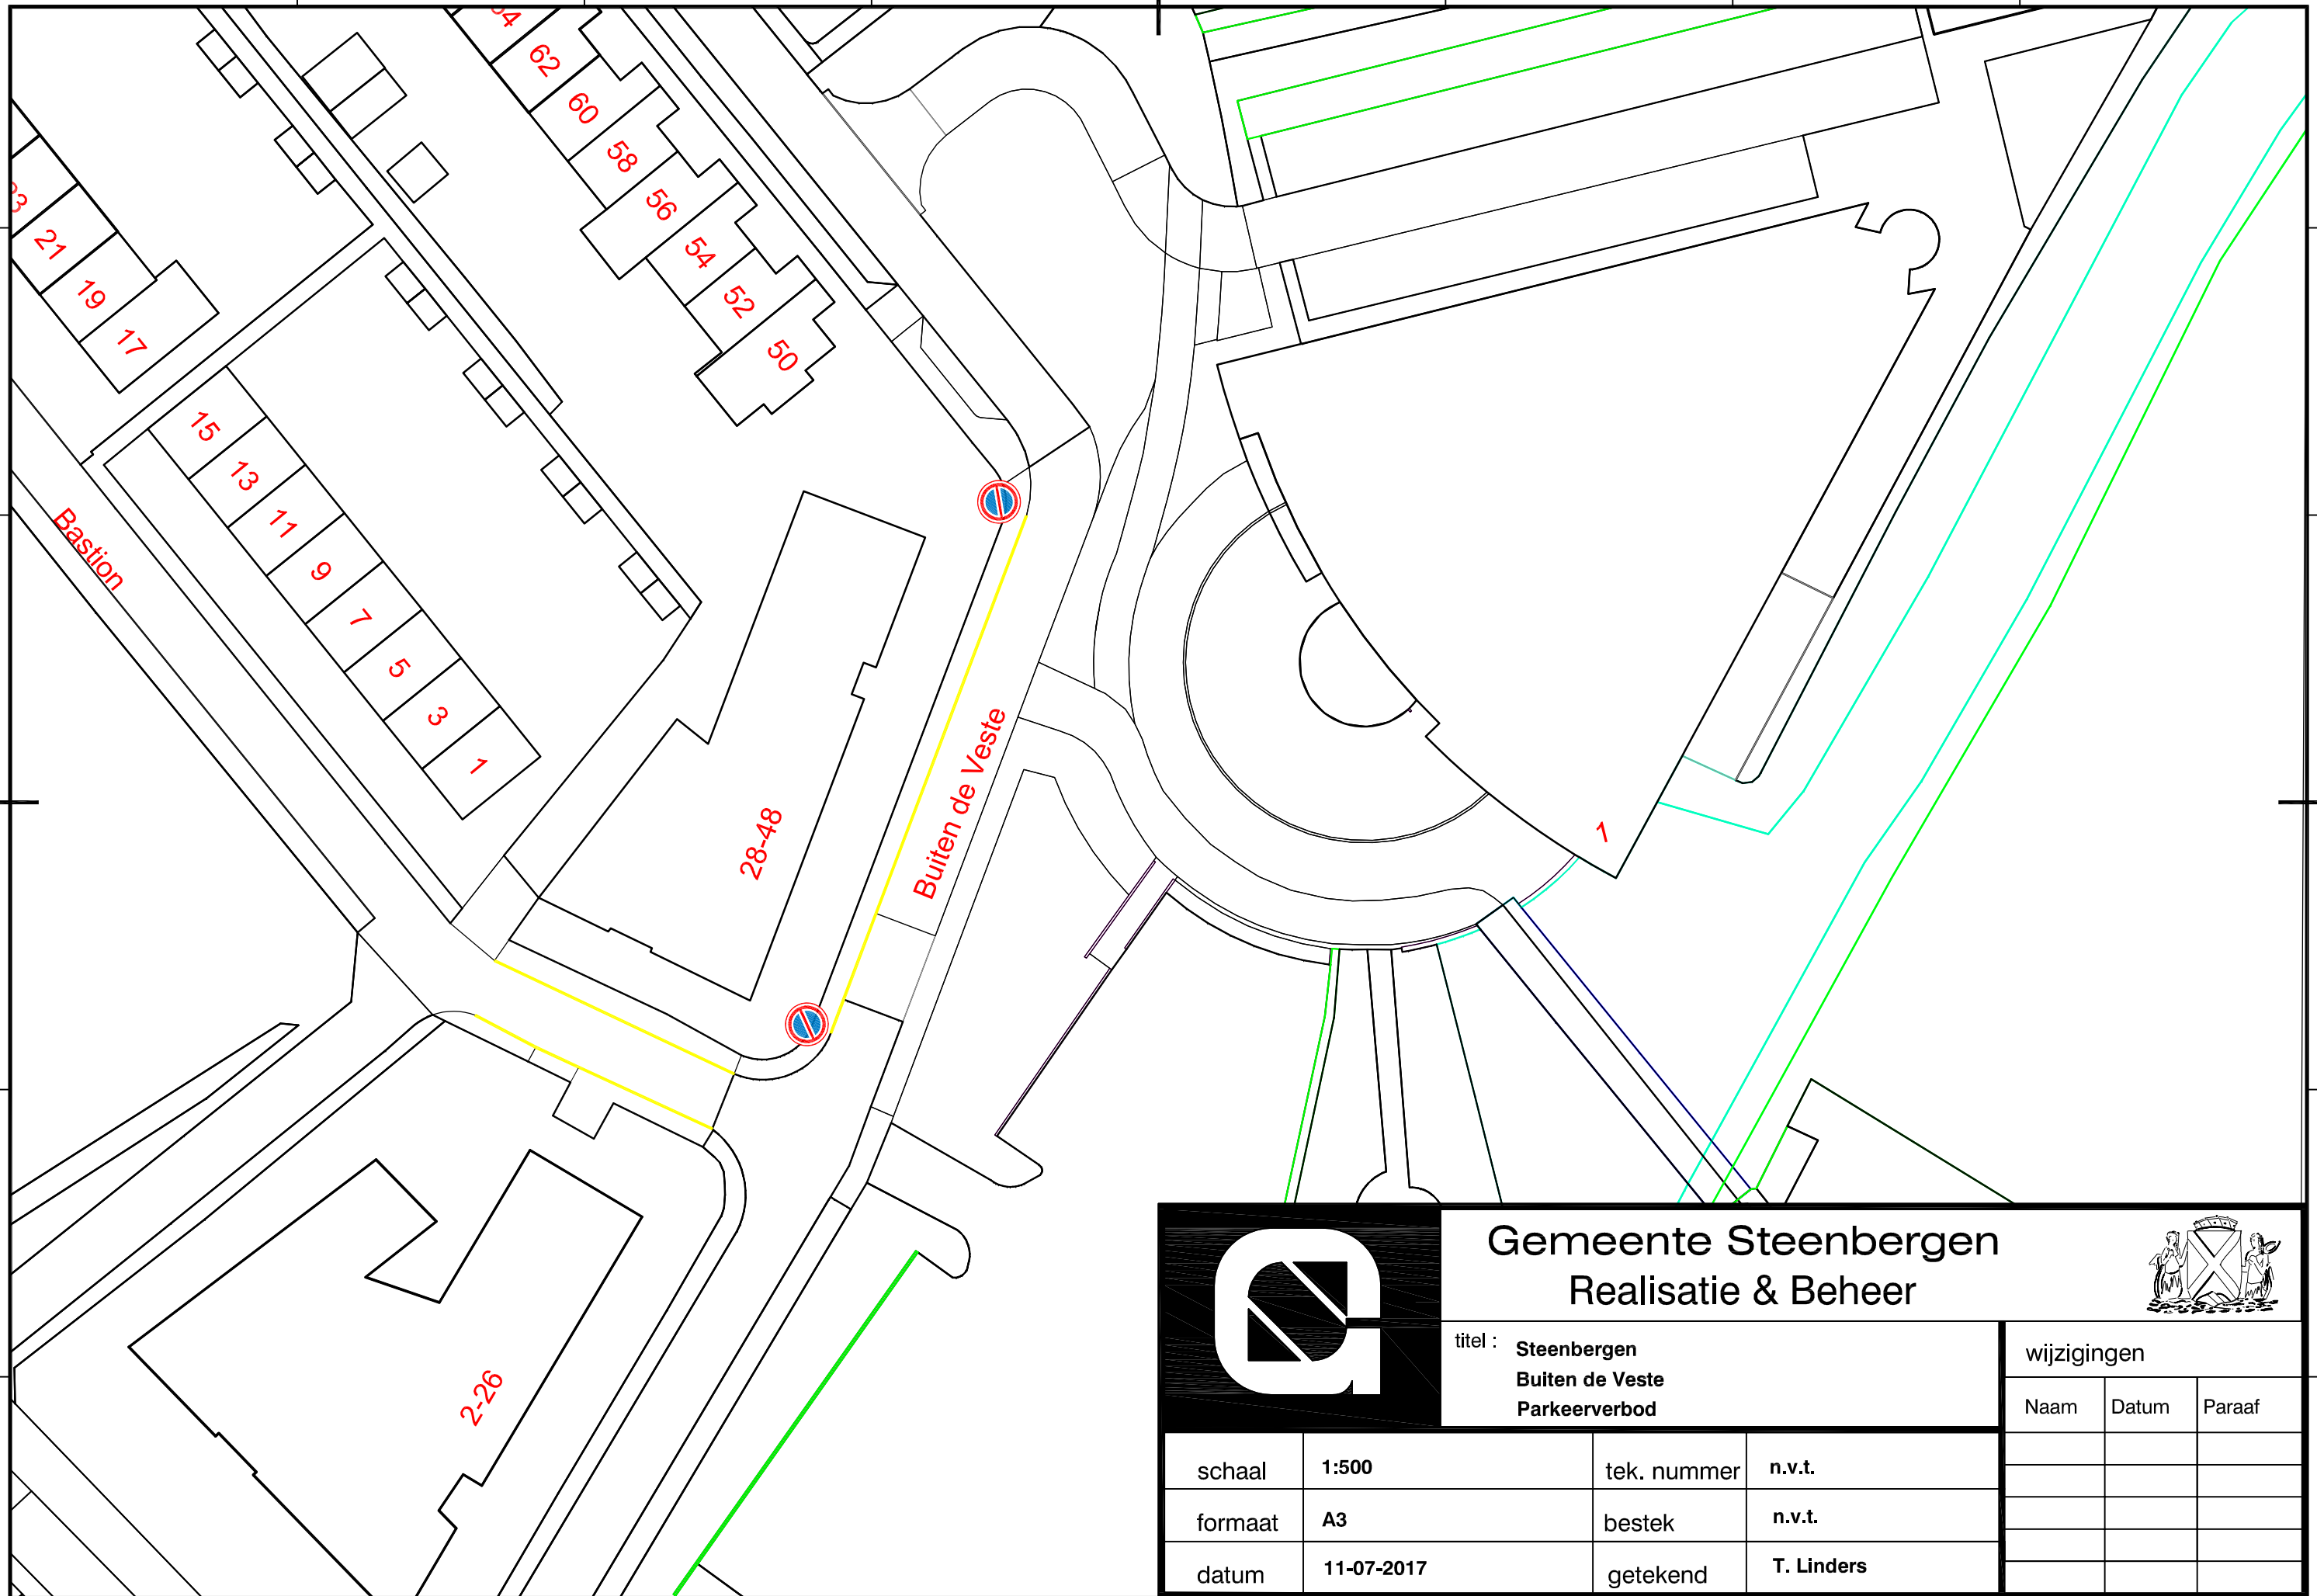 62
60
58
56
54
52
50
21
19
17
15
13
11
9
7
5
3
1
Bastion
28-48
Buiten de Veste
1
2-26
Gemeente Steenbergen
Realisatie & Beheer
titel :
Steenbergen
Buiten de Veste
Parkeerverbod
wijzigingen
Naam Datum Paraaf
schaal 1:500 tek. nummer n.v.t.
formaat A3 bestek n.v.t.
datum 11-07-2017 getekend T. Linders